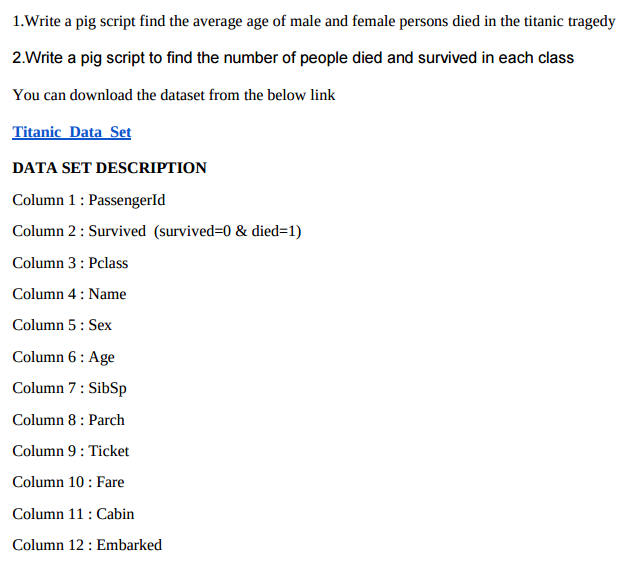 1.Write a pig script find the average age of male and female persons died in the titanic tragedy
2.Write a pig script to find the number of people died and survived in each class
You can download the dataset from the below link
Titanic Data Set
DATA SET DESCRIPTION
Column 1 : PassengerId
Column 2 : Survived (survived=0 & died=1)
Column 3 : Pclass
Column 4 : Name
Column 5 : Sex
Column 6 : Age
Column 7 : SibSp
Column 8 : Parch
Column 9 : Ticket
Column 10 : Fare
Column 11 : Cabin
Column 12 : Embarked